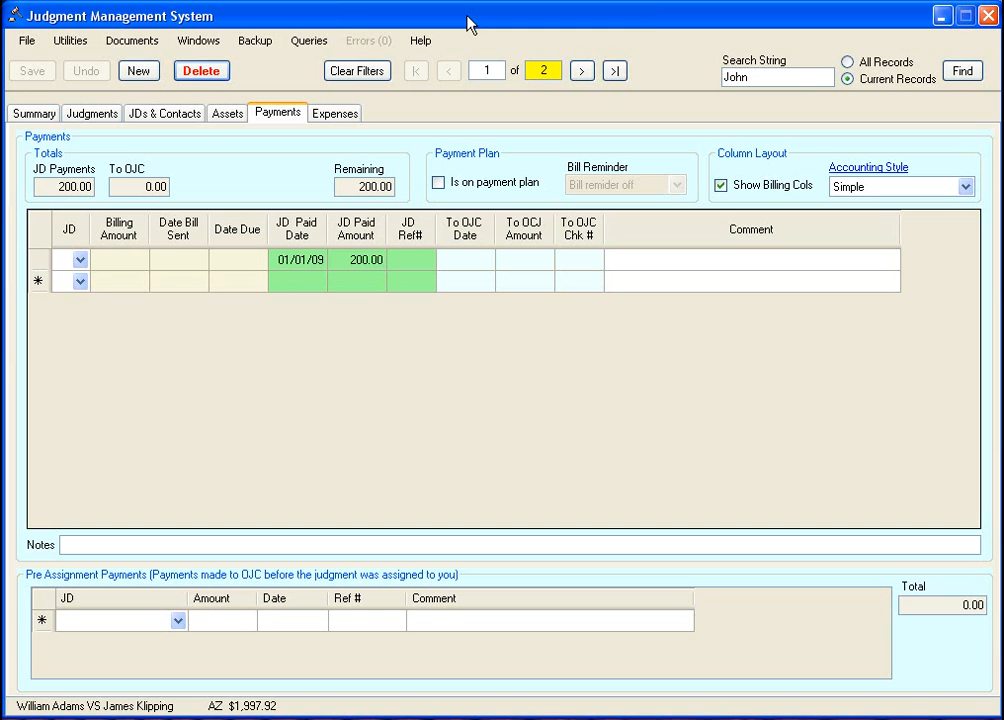 Judgment Management System
File Utilities Documents Windows Backup Queries Errors (0) Help
Save Undo New Delete Clear Filters |< < 1 of 2 > >|
Search String
John
All Records
Current Records
Find
Summary Judgments JDs & Contacts Assets Payments Expenses
Payments
Totals
JD Payments To OJC Remaining
200.00 0.00 200.00
Payment Plan
Is on payment plan
Bill Reminder
Bill remider off
Column Layout
Show Billing Cols
Accounting Style
Simple
JD
Billing Amount
Date Bill Sent
Date Due
JD Paid Date
JD Paid Amount
JD Ref#
To OJC Date
To OCJ Amount
To OJC Chk #
Comment
01/01/09 200.00
*
Notes
Pre Assignment Payments (Payments made to OJC before the judgment was assigned to you)
JD Amount Date Ref # Comment
*
Total
0.00
William Adams VS James Klipping AZ $1,997.92